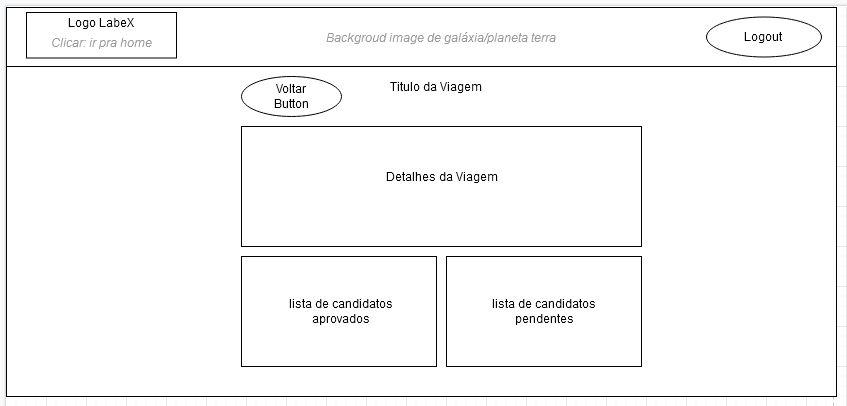 Logo LabeX
Clicar: ir pra home
Backgroud image de galáxia/planeta terra
Logout
Voltar
Button
Titulo da Viagem
Detalhes da Viagem
lista de candidatos
aprovados
lista de candidatos
pendentes